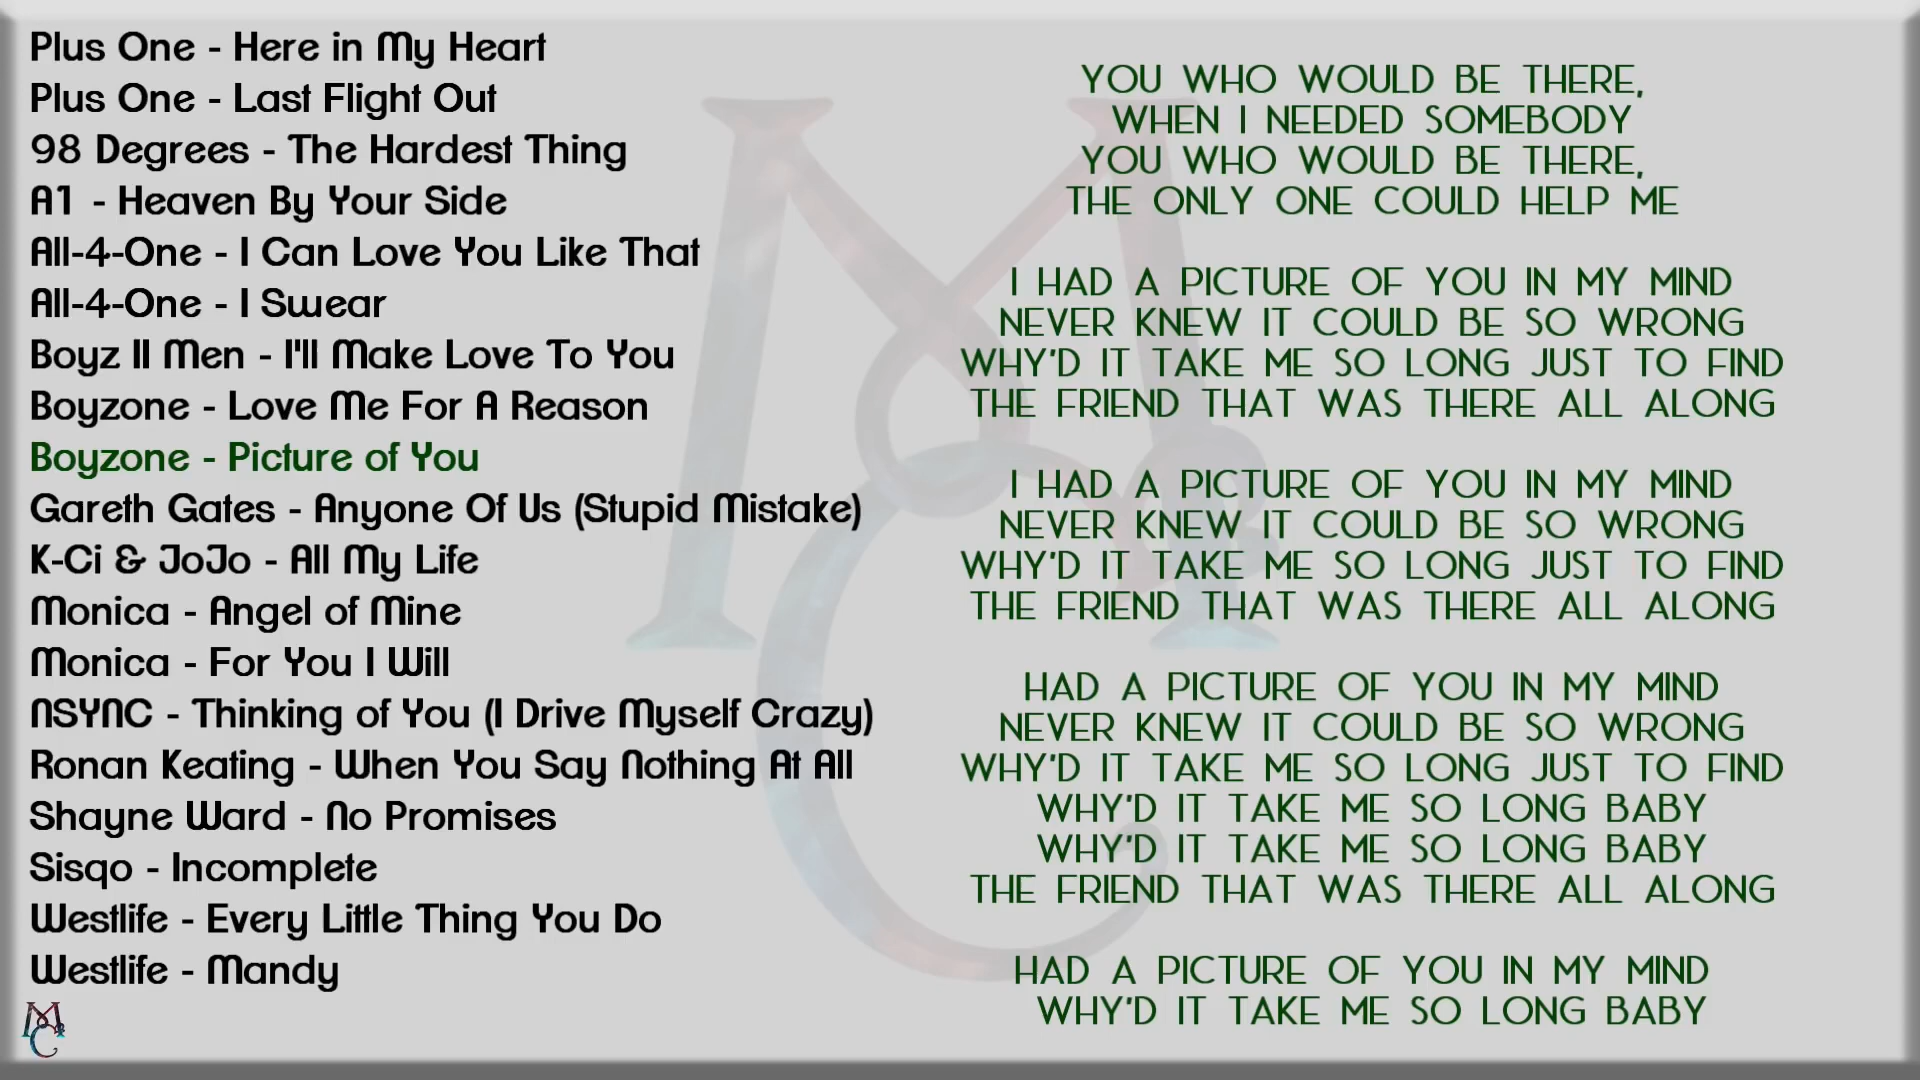 Plus One - Here in My Heart
Plus One - Last Flight Out
98 Degrees - The Hardest Thing
A1 - Heaven By Your Side
All-4-One - I Can Love You Like That
All-4-One - I Swear
Boyz II Men - I'll Make Love To You
Boyzone - Love Me For A Reason
Boyzone - Picture of You
Gareth Gates - Anyone Of Us (Stupid Mistake)
K-Ci & JoJo - All My Life
Monica - Angel of Mine
Monica - For You I Will
NSYNC - Thinking of You (I Drive Myself Crazy)
Ronan Keating - When You Say Nothing At All
Shayne Ward - No Promises
Sisqo - Incomplete
Westlife - Every Little Thing You Do
Westlife - Mandy
MC
YOU WHO WOULD BE THERE,
WHEN I NEEDED SOMEBODY
YOU WHO WOULD BE THERE,
THE ONLY ONE COULD HELP ME
I HAD A PICTURE OF YOU IN MY MIND
NEVER KNEW IT COULD BE SO WRONG
WHY'D IT TAKE ME SO LONG JUST TO FIND
THE FRIEND THAT WAS THERE ALL ALONG
I HAD A PICTURE OF YOU IN MY MIND
NEVER KNEW IT COULD BE SO WRONG
WHY'D IT TAKE ME SO LONG JUST TO FIND
THE FRIEND THAT WAS THERE ALL ALONG
HAD A PICTURE OF YOU IN MY MIND
NEVER KNEW IT COULD BE SO WRONG
WHY'D IT TAKE ME SO LONG JUST TO FIND
WHY'D IT TAKE ME SO LONG BABY
WHY'D IT TAKE ME SO LONG BABY
THE FRIEND THAT WAS THERE ALL ALONG
HAD A PICTURE OF YOU IN MY MIND
WHY'D IT TAKE ME SO LONG BABY